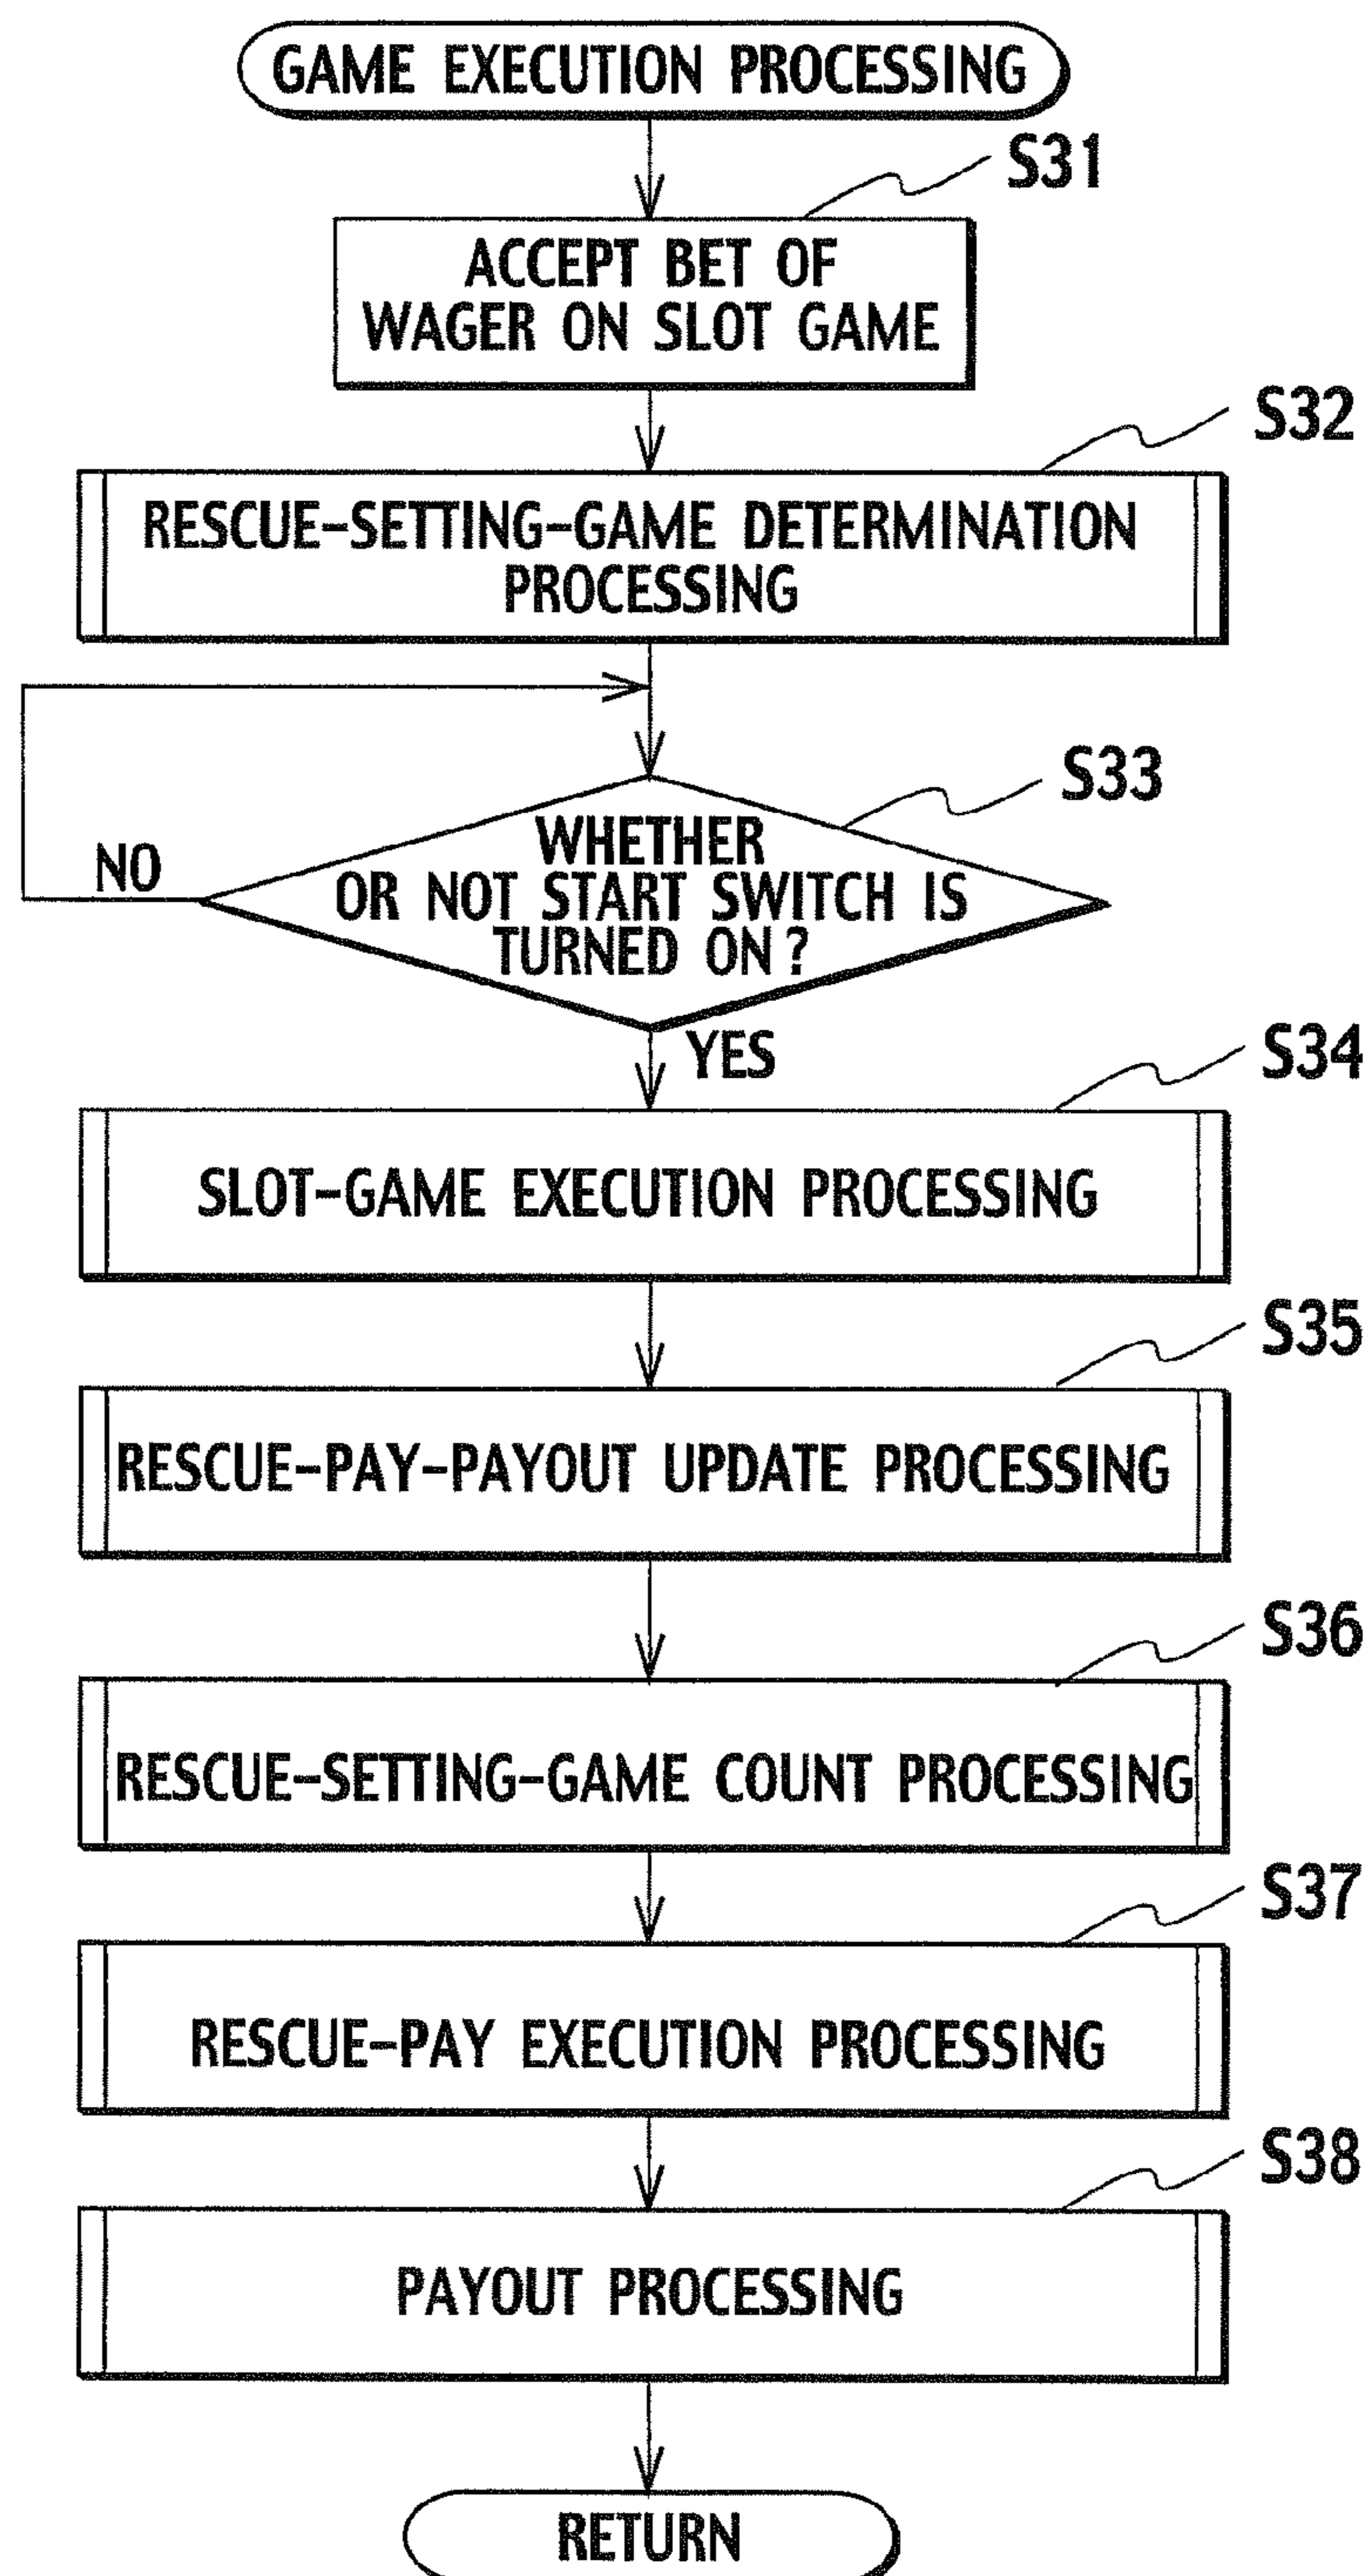 GAME EXECUTION PROCESSING
S31
ACCEPT BET OF
WAGER ON SLOT GAME
S32
RESCUE-SETTING-GAME DETERMINATION
PROCESSING
S33
WHETHER
OR NOT START SWITCH IS
TURNED ON?
NO
YES
S34
SLOT-GAME EXECUTION PROCESSING
S35
RESCUE-PAY-PAYOUT UPDATE PROCESSING
S36
RESCUE-SETTING-GAME COUNT PROCESSING
S37
RESCUE-PAY EXECUTION PROCESSING
S38
PAYOUT PROCESSING
RETURN